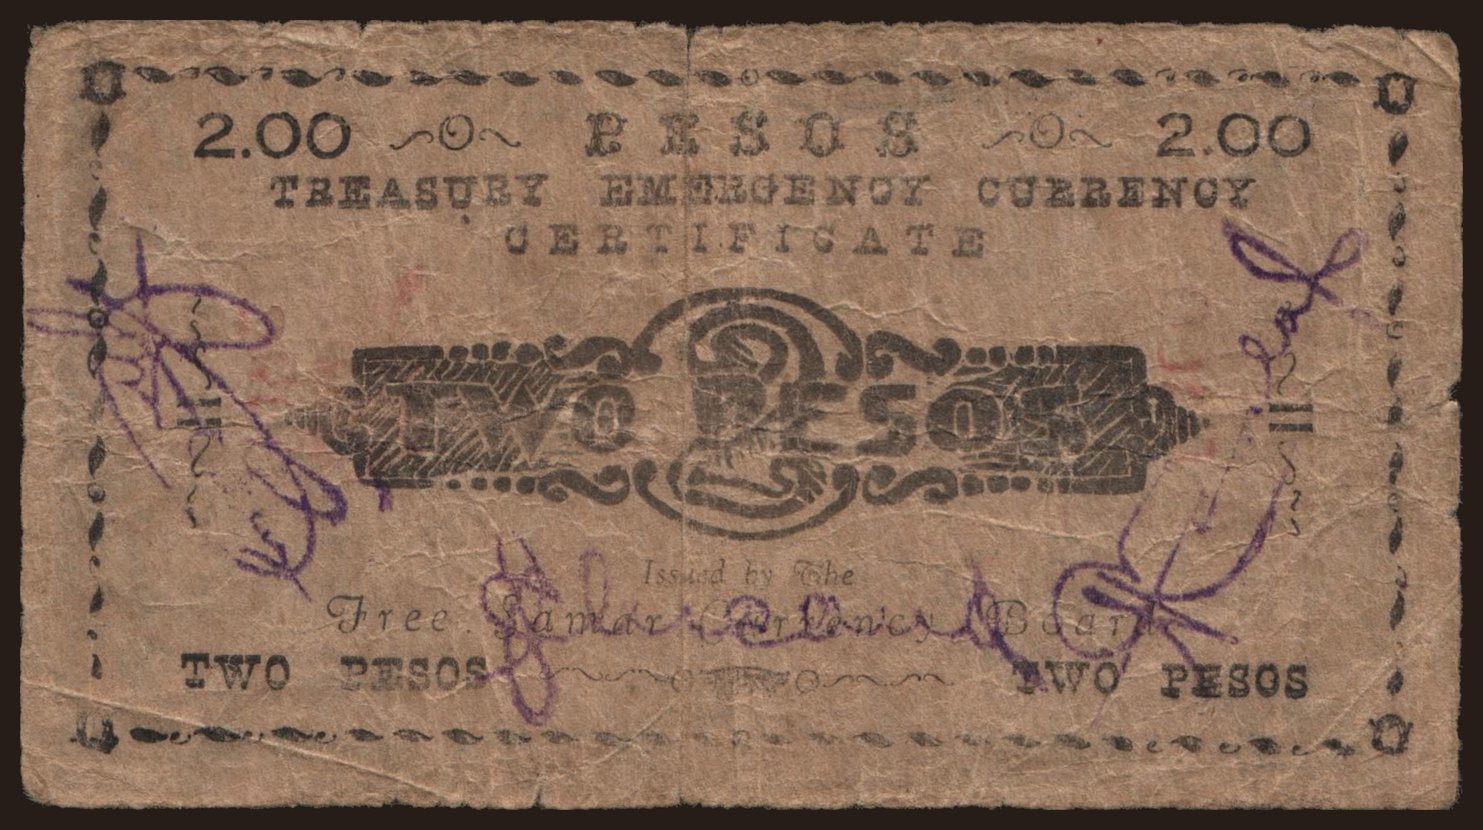 2.00 PESOS 2.00
TREASURY EMERGENCY CURRENCY
CERTIFICATE
TWO PESOS
2
Issued by The
Free Samar Currency Board
TWO PESOS TWO PESOS